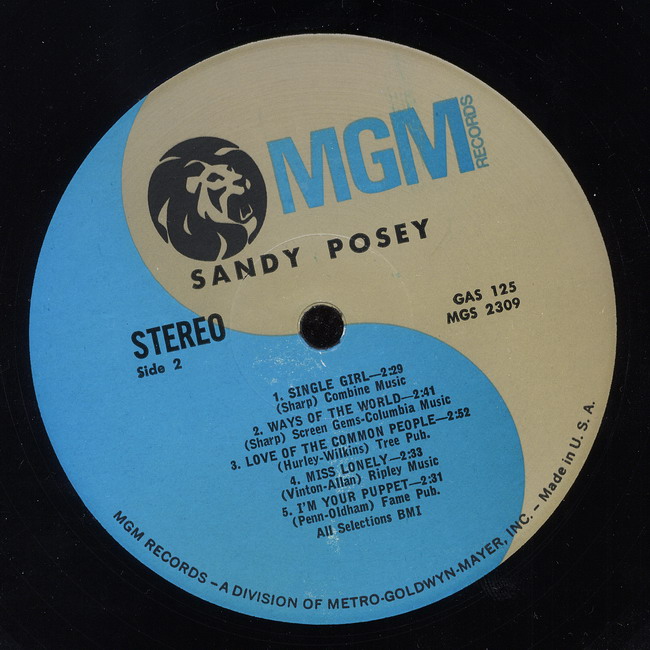 MGM
RECORDS
SANDY POSEY
GAS 125
MGS 2309
STEREO
Side 2
1. SINGLE GIRL—2:29
(Sharp) Combine Music
2. WAYS OF THE WORLD—2:41
(Sharp) Screen Gems-Columbia Music
3. LOVE OF THE COMMON PEOPLE—2:52
(Hurley-Wilkins) Tree Pub.
4. MISS LONELY—2:33
(Vinton-Allan) Ripley Music
5. I'M YOUR PUPPET—2:31
(Penn-Oldham) Fame Pub.
All Selections BMI
MGM RECORDS – A DIVISION OF METRO-GOLDWYN-MAYER, INC. – Made in U. S. A.